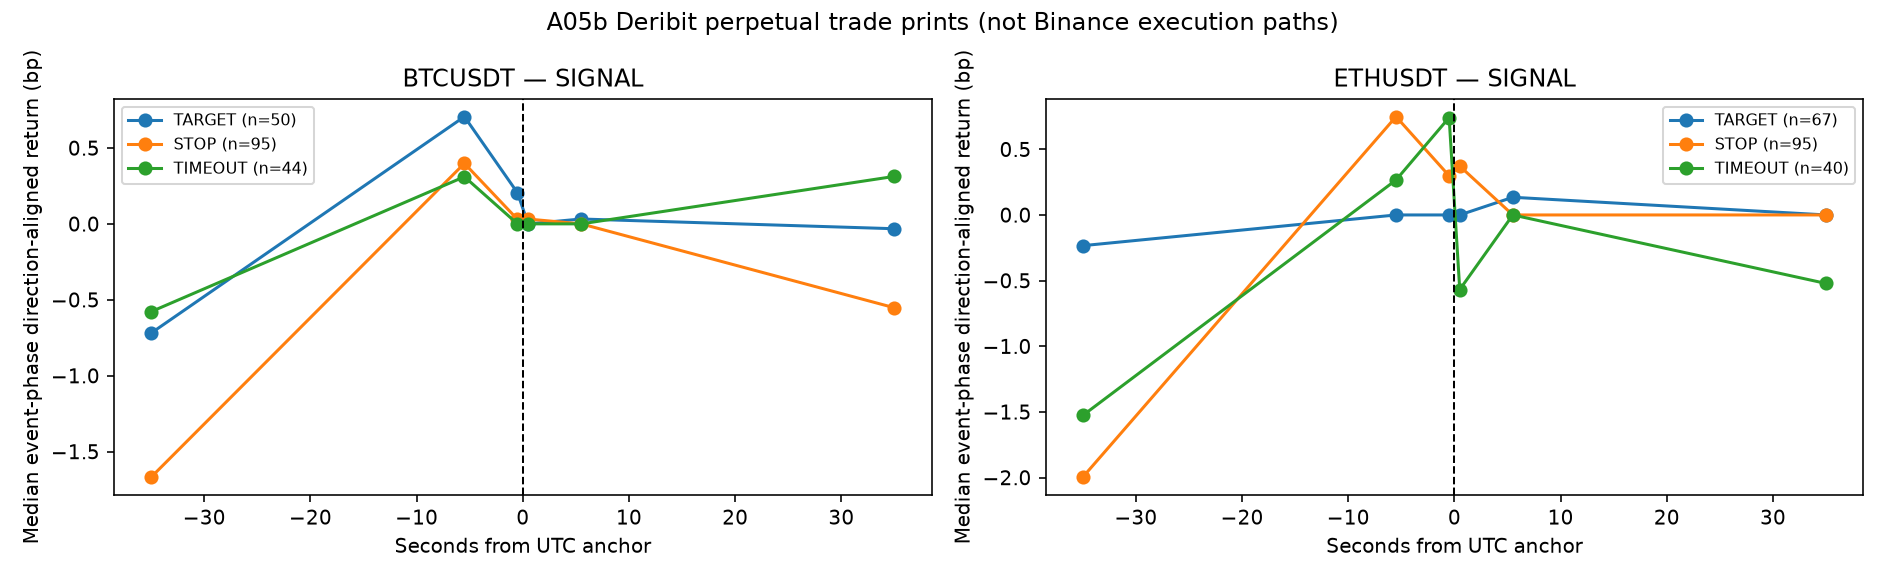 A05b Deribit perpetual trade prints (not Binance execution paths)
BTCUSDT — SIGNAL
Median event-phase direction-aligned return (bp)
0.5
0.0
−0.5
−1.0
−1.5
TARGET (n=50)
STOP (n=95)
TIMEOUT (n=44)
−30
−20
−10
0
10
20
30
Seconds from UTC anchor
ETHUSDT — SIGNAL
Median event-phase direction-aligned return (bp)
0.5
0.0
−0.5
−1.0
−1.5
−2.0
TARGET (n=67)
STOP (n=95)
TIMEOUT (n=40)
−30
−20
−10
0
10
20
30
Seconds from UTC anchor